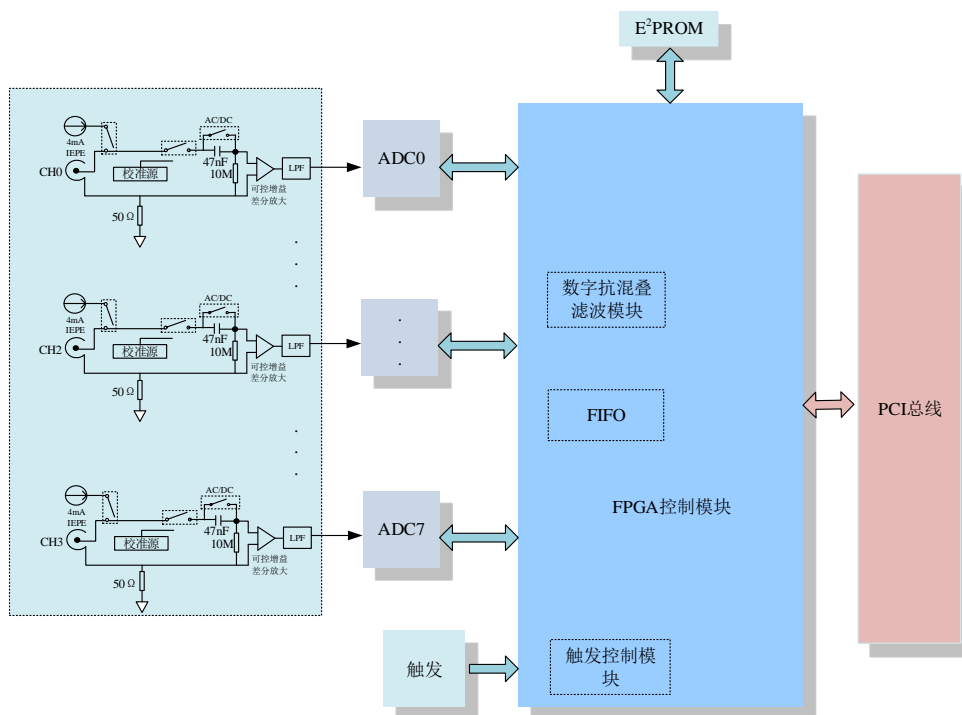 E²PROM
AC/DC
4mA
IEPE
47nF
CH0
校准源
10M
LPF
可控增益
差分放大
50Ω
ADC0
AC/DC
4mA
IEPE
47nF
CH2
校准源
10M
LPF
可控增益
差分放大
50Ω
AC/DC
4mA
IEPE
47nF
CH3
校准源
10M
LPF
可控增益
差分放大
50Ω
ADC7
数字抗混叠
滤波模块
FIFO
FPGA控制模块
PCI总线
触发
触发控制模
块